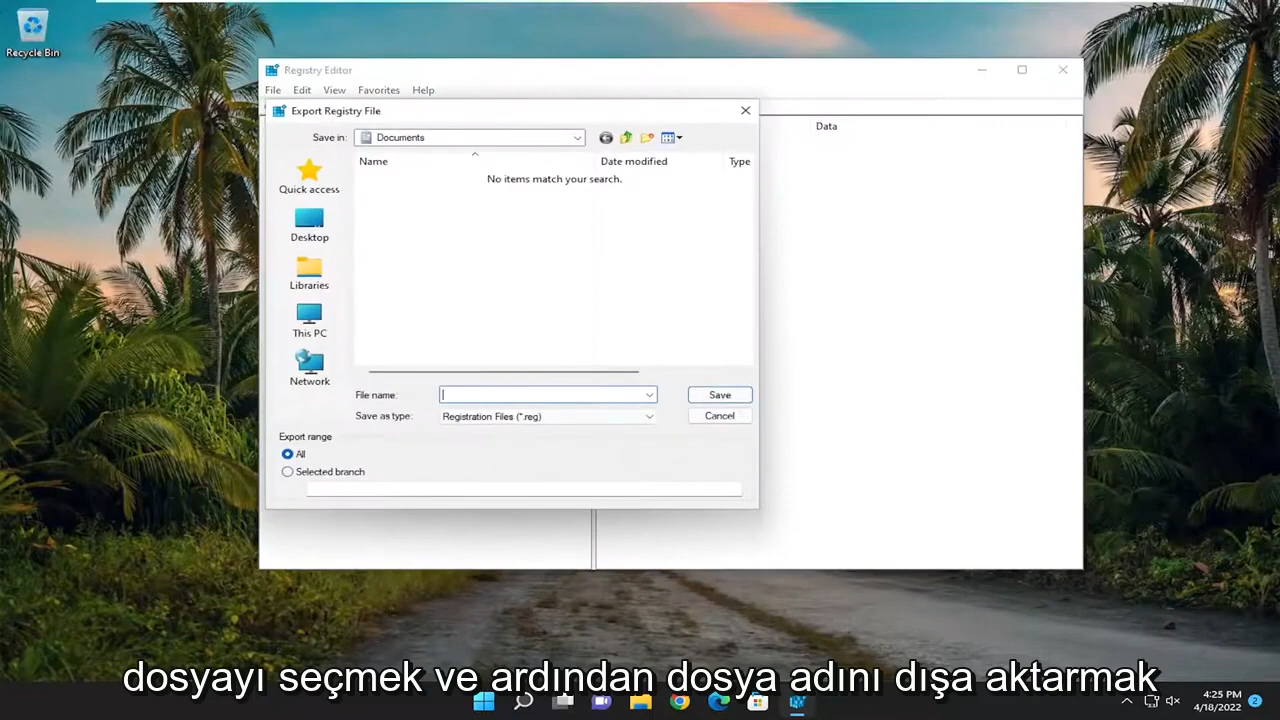 Recycle Bin
Registry Editor
File Edit View Favorites Help
Export Registry File
Data
Save in: Documents
Name Date modified Type
No items match your search.
Quick access
Desktop
Libraries
This PC
Network
File name: Save
Save as type: Registration Files (*.reg) Cancel
Export range
All
Selected branch
dosyayı seçmek ve ardından dosya adını dışa aktarmak
4:25 PM
4/18/2022
2